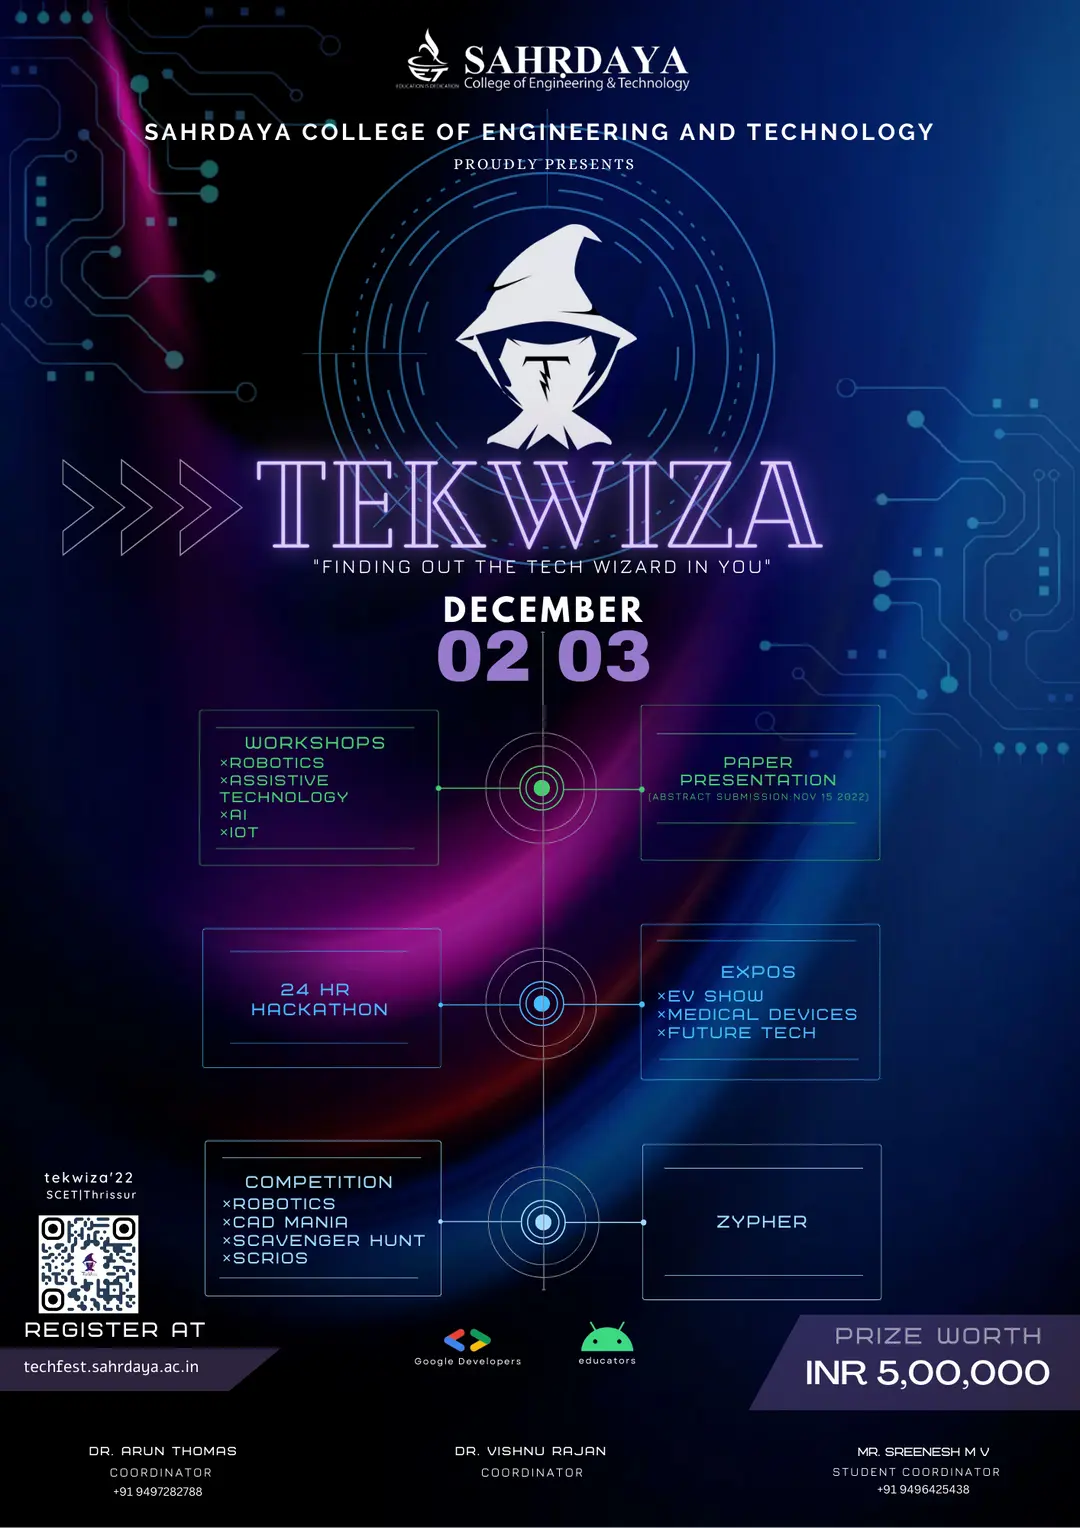 EDUCATION IS DEDICATION
SAHRDAYA
College of Engineering & Technology
SAHRDAYA COLLEGE OF ENGINEERING AND TECHNOLOGY
PROUDLY PRESENTS
T
TEKWIZA
"FINDING OUT THE TECH WIZARD IN YOU"
DECEMBER
02 03
WORKSHOPS
×ROBOTICS
×ASSISTIVE
TECHNOLOGY
×AI
×IOT
PAPER
PRESENTATION
(ABSTRACT SUBMISSION:NOV 15 2022)
24 HR
HACKATHON
EXPOS
×EV SHOW
×MEDICAL DEVICES
×FUTURE TECH
COMPETITION
×ROBOTICS
×CAD MANIA
×SCAVENGER HUNT
×SCRIOS
ZYPHER
tekwiza'22
SCET|Thrissur
REGISTER AT
techfest.sahrdaya.ac.in
Google Developers
educators
PRIZE WORTH
INR 5,00,000
DR. ARUN THOMAS
COORDINATOR
+91 9497282788
DR. VISHNU RAJAN
COORDINATOR
MR. SREENESH M V
STUDENT COORDINATOR
+91 9496425438